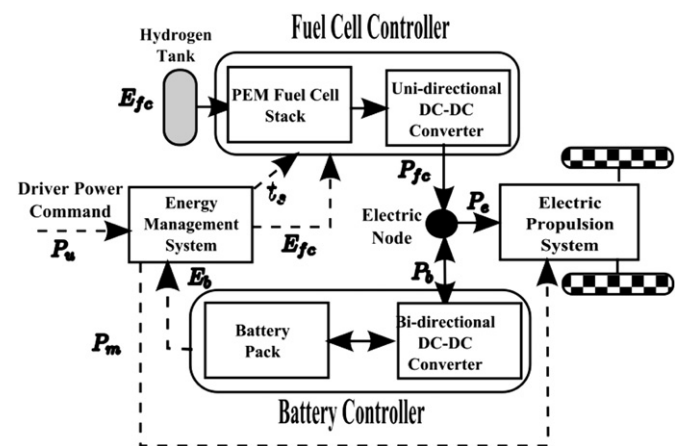 Fuel Cell Controller
Hydrogen
Tank
E_fc
PEM Fuel Cell
Stack
Uni-directional
DC-DC
Converter
P_fc
Driver Power
Command
P_u
Energy
Management
System
t_s
E_fc
Electric
Node
P_e
Electric
Propulsion
System
E_b
P_b
P_m
Battery
Pack
Bi-directional
DC-DC
Converter
Battery Controller